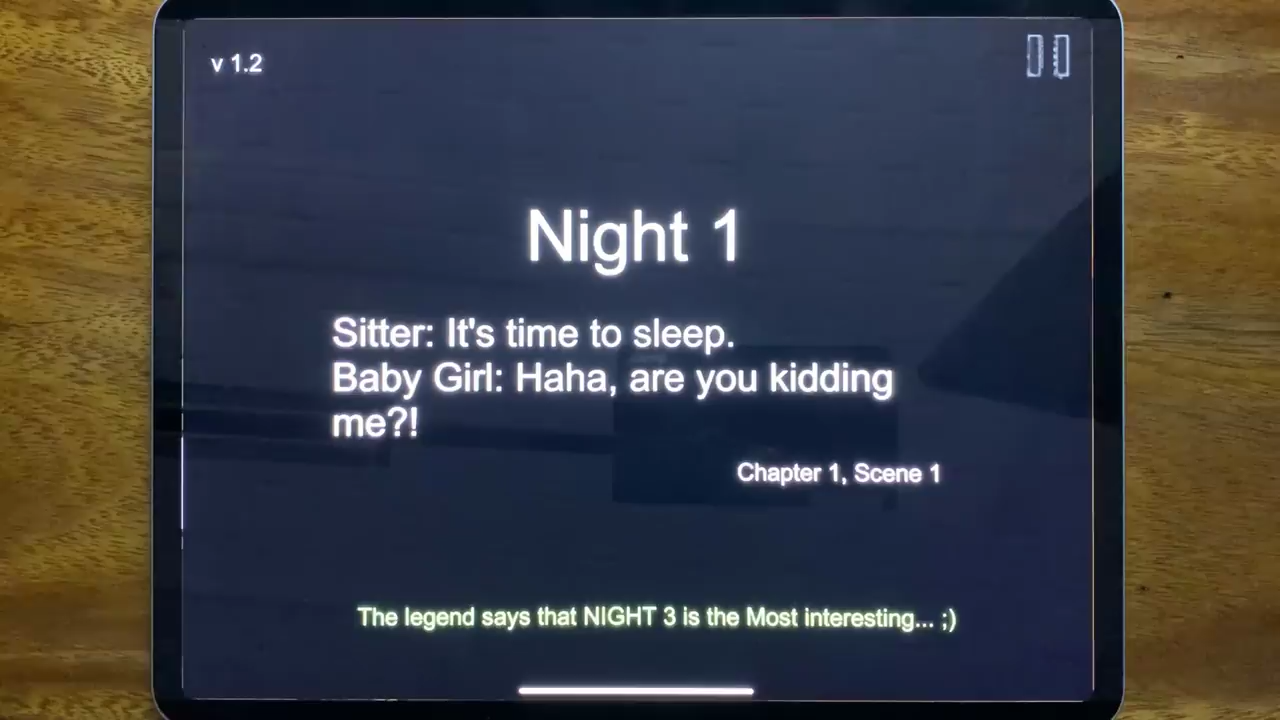 v 1.2
Night 1
Sitter: It's time to sleep.
Baby Girl: Haha, are you kidding
me?!
Chapter 1, Scene 1
The legend says that NIGHT 3 is the Most interesting... ;)